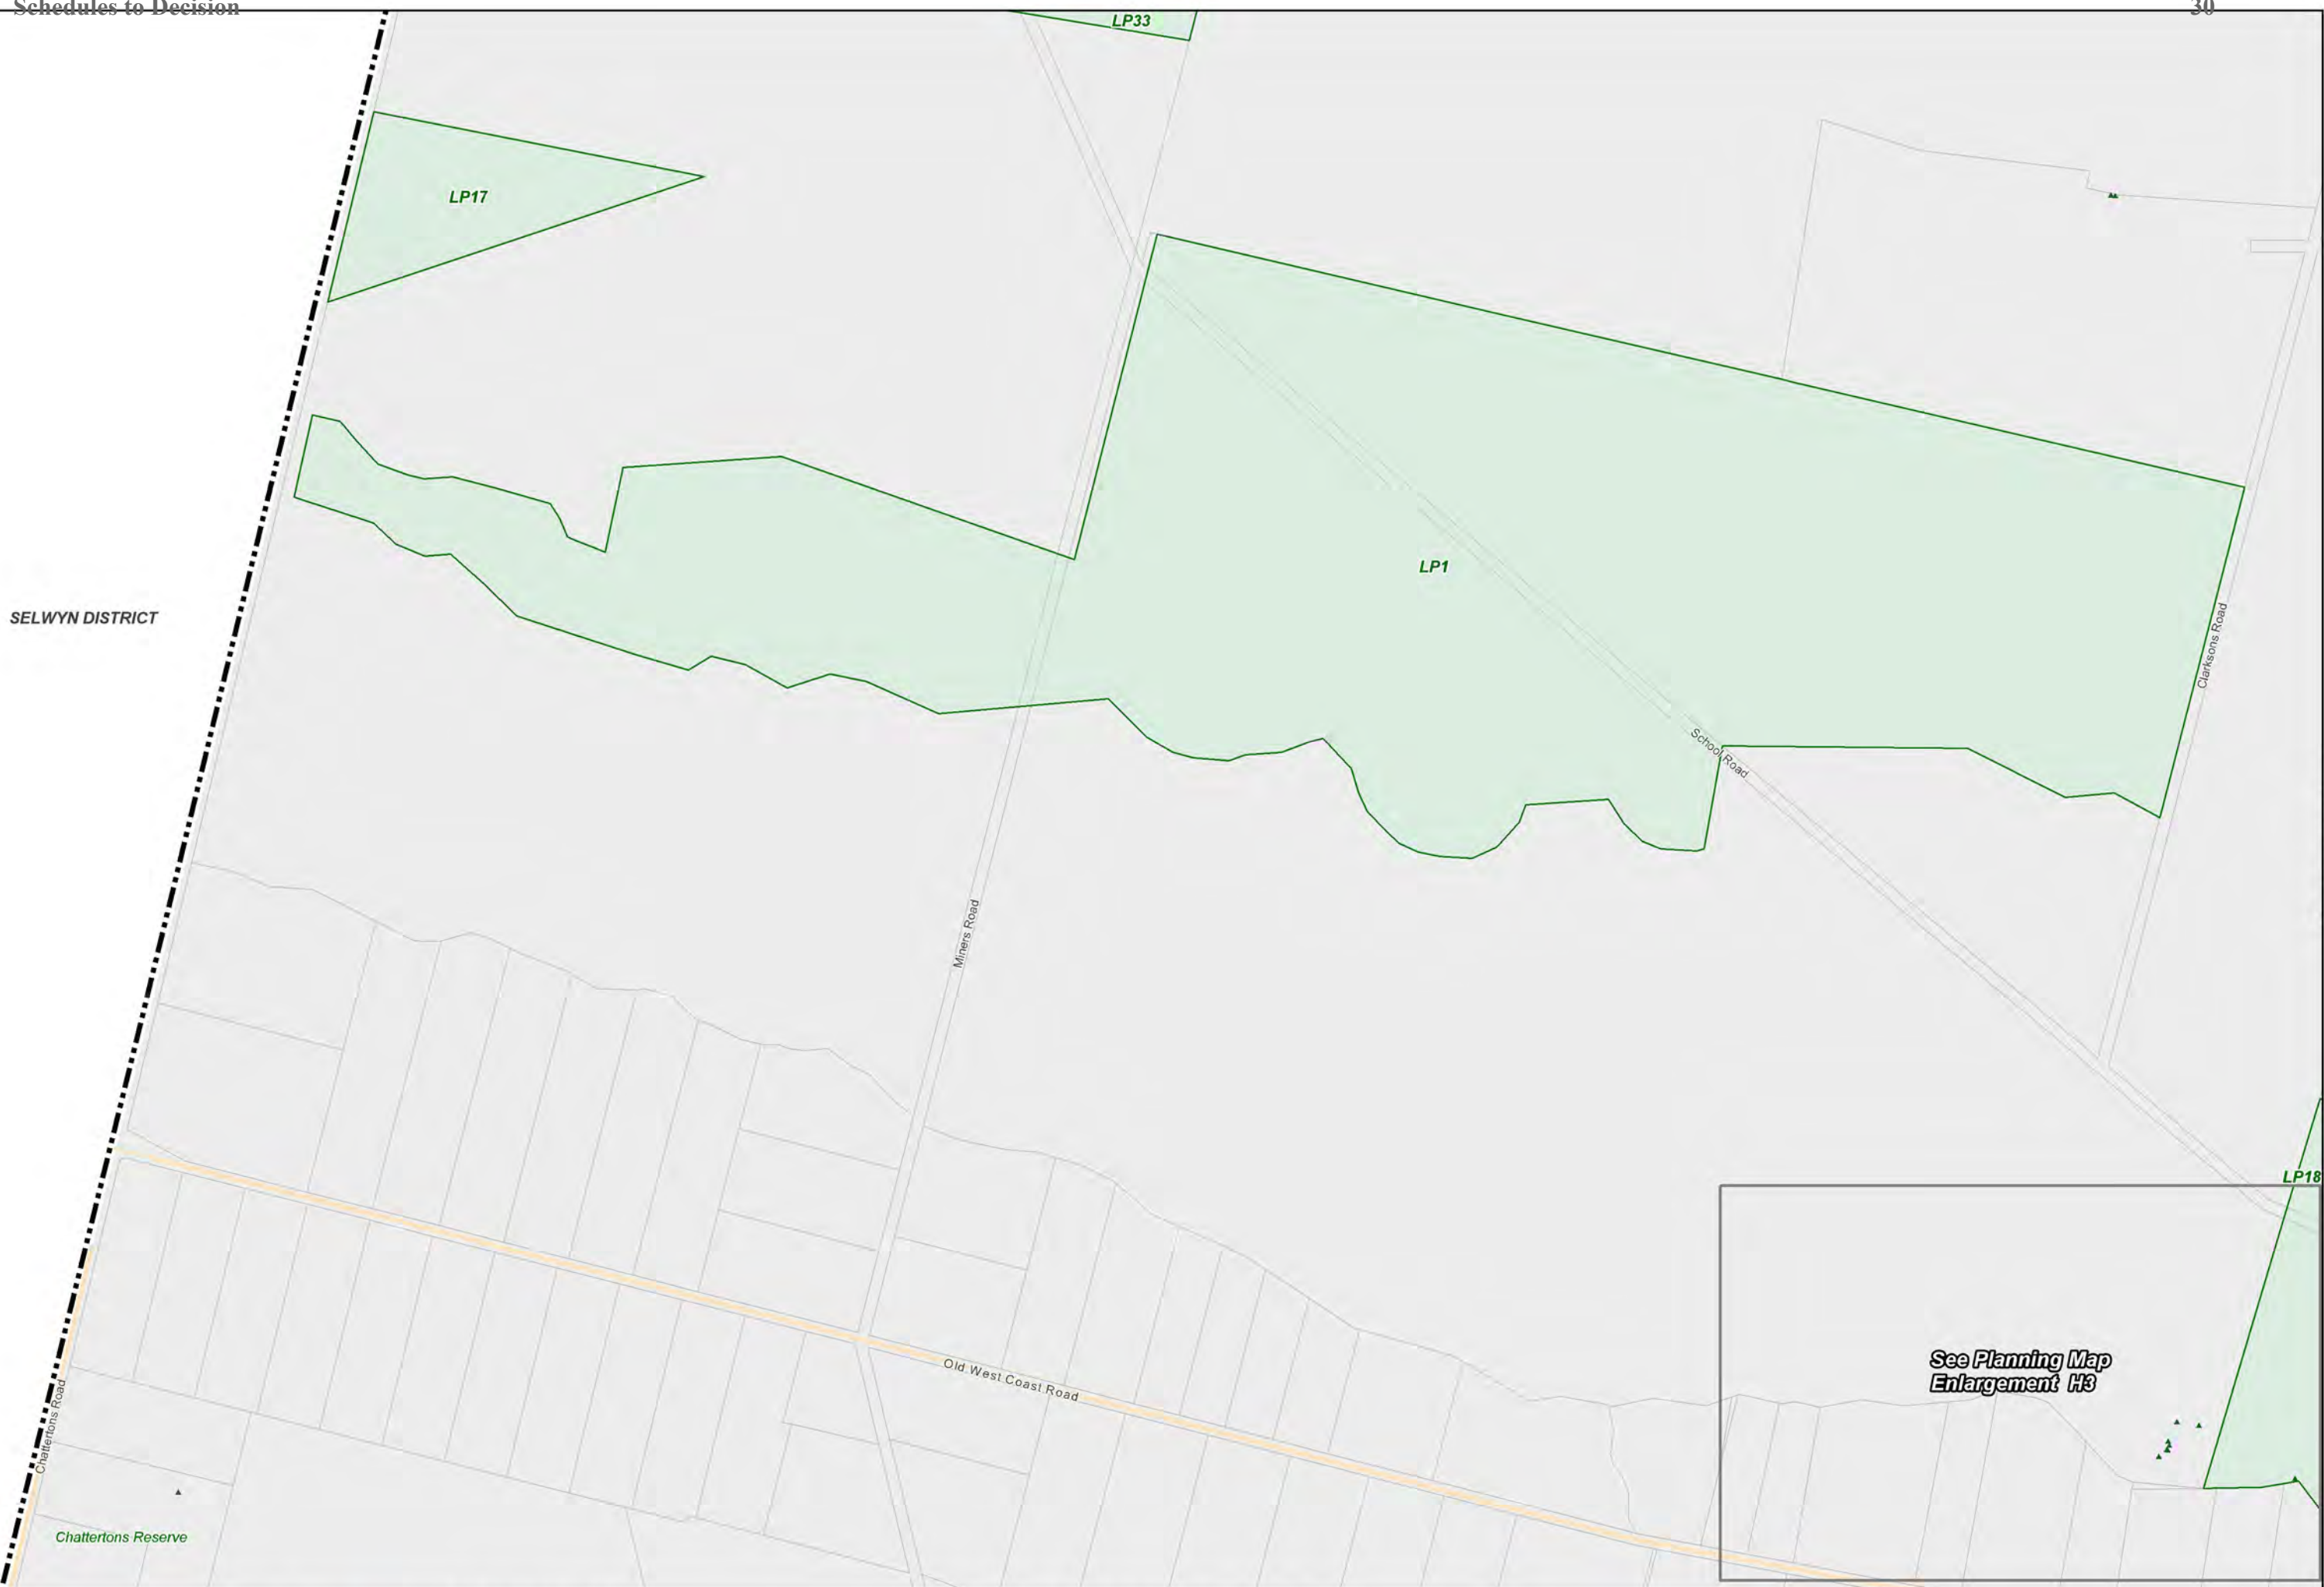 Schedules to Decision
30
LP33
LP17
LP1
SELWYN DISTRICT
Clarksons Road
School Road
Miners Road
LP18
See Planning Map
Enlargement H3
Old West Coast Road
Chattertons Road
Chattertons Reserve